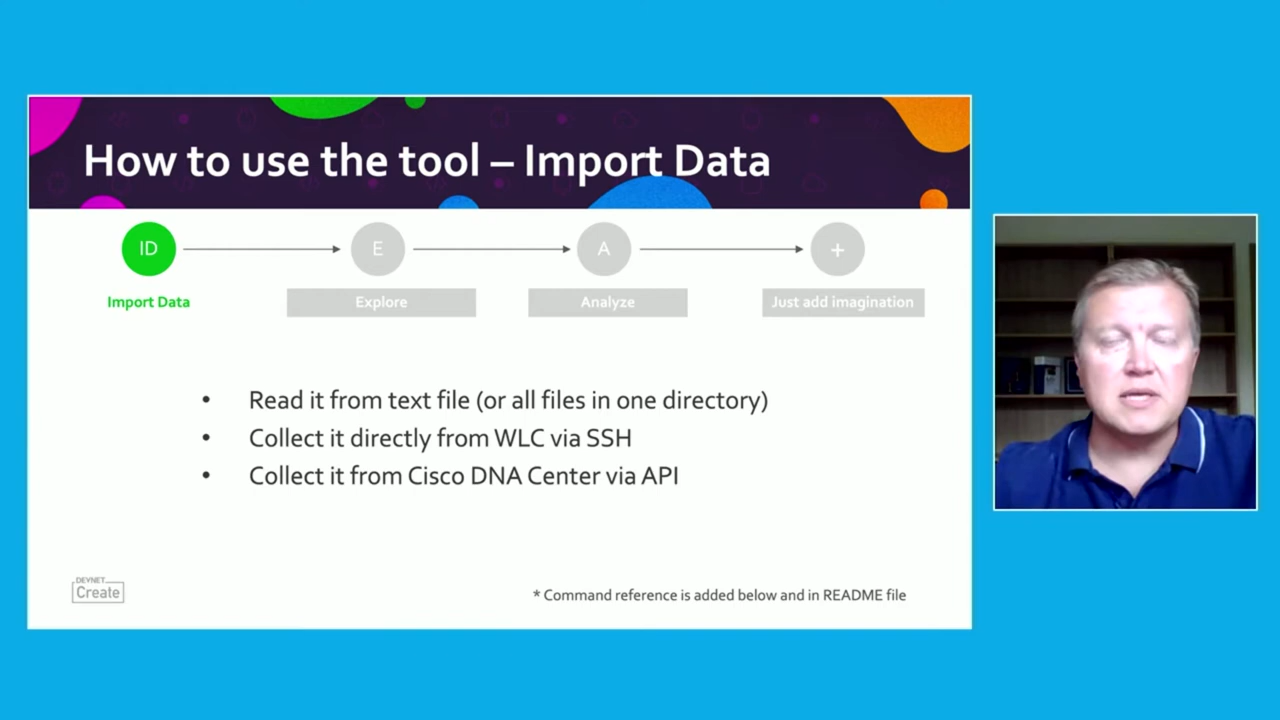 How to use the tool – Import Data
ID
E
A
+
Import Data
Explore
Analyze
Just add imagination
• Read it from text file (or all files in one directory)
• Collect it directly from WLC via SSH
• Collect it from Cisco DNA Center via API
DEVNET
Create
* Command reference is added below and in README file